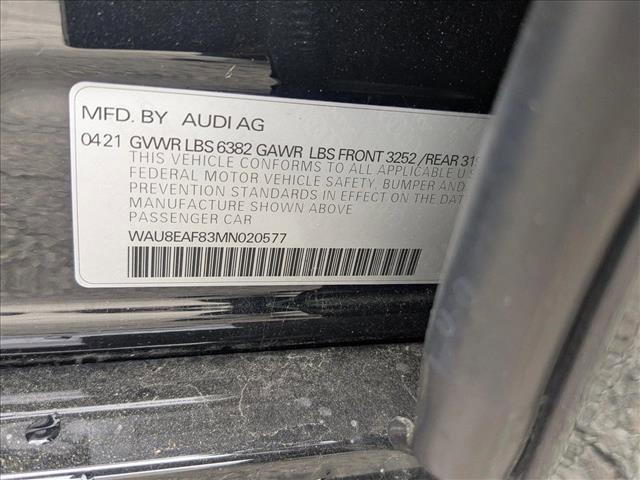 MFD. BY AUDI AG
0421 GVWR LBS 6382 GAWR LBS FRONT 3252 /REAR
THIS VEHICLE CONFORMS TO ALL APPLICABLE U.S
FEDERAL MOTOR VEHICLE SAFETY, BUMPER AND
PREVENTION STANDARDS IN EFFECT ON THE DAT
MANUFACTURE SHOWN ABOVE
PASSENGER CAR
WAU8EAF83MN020577